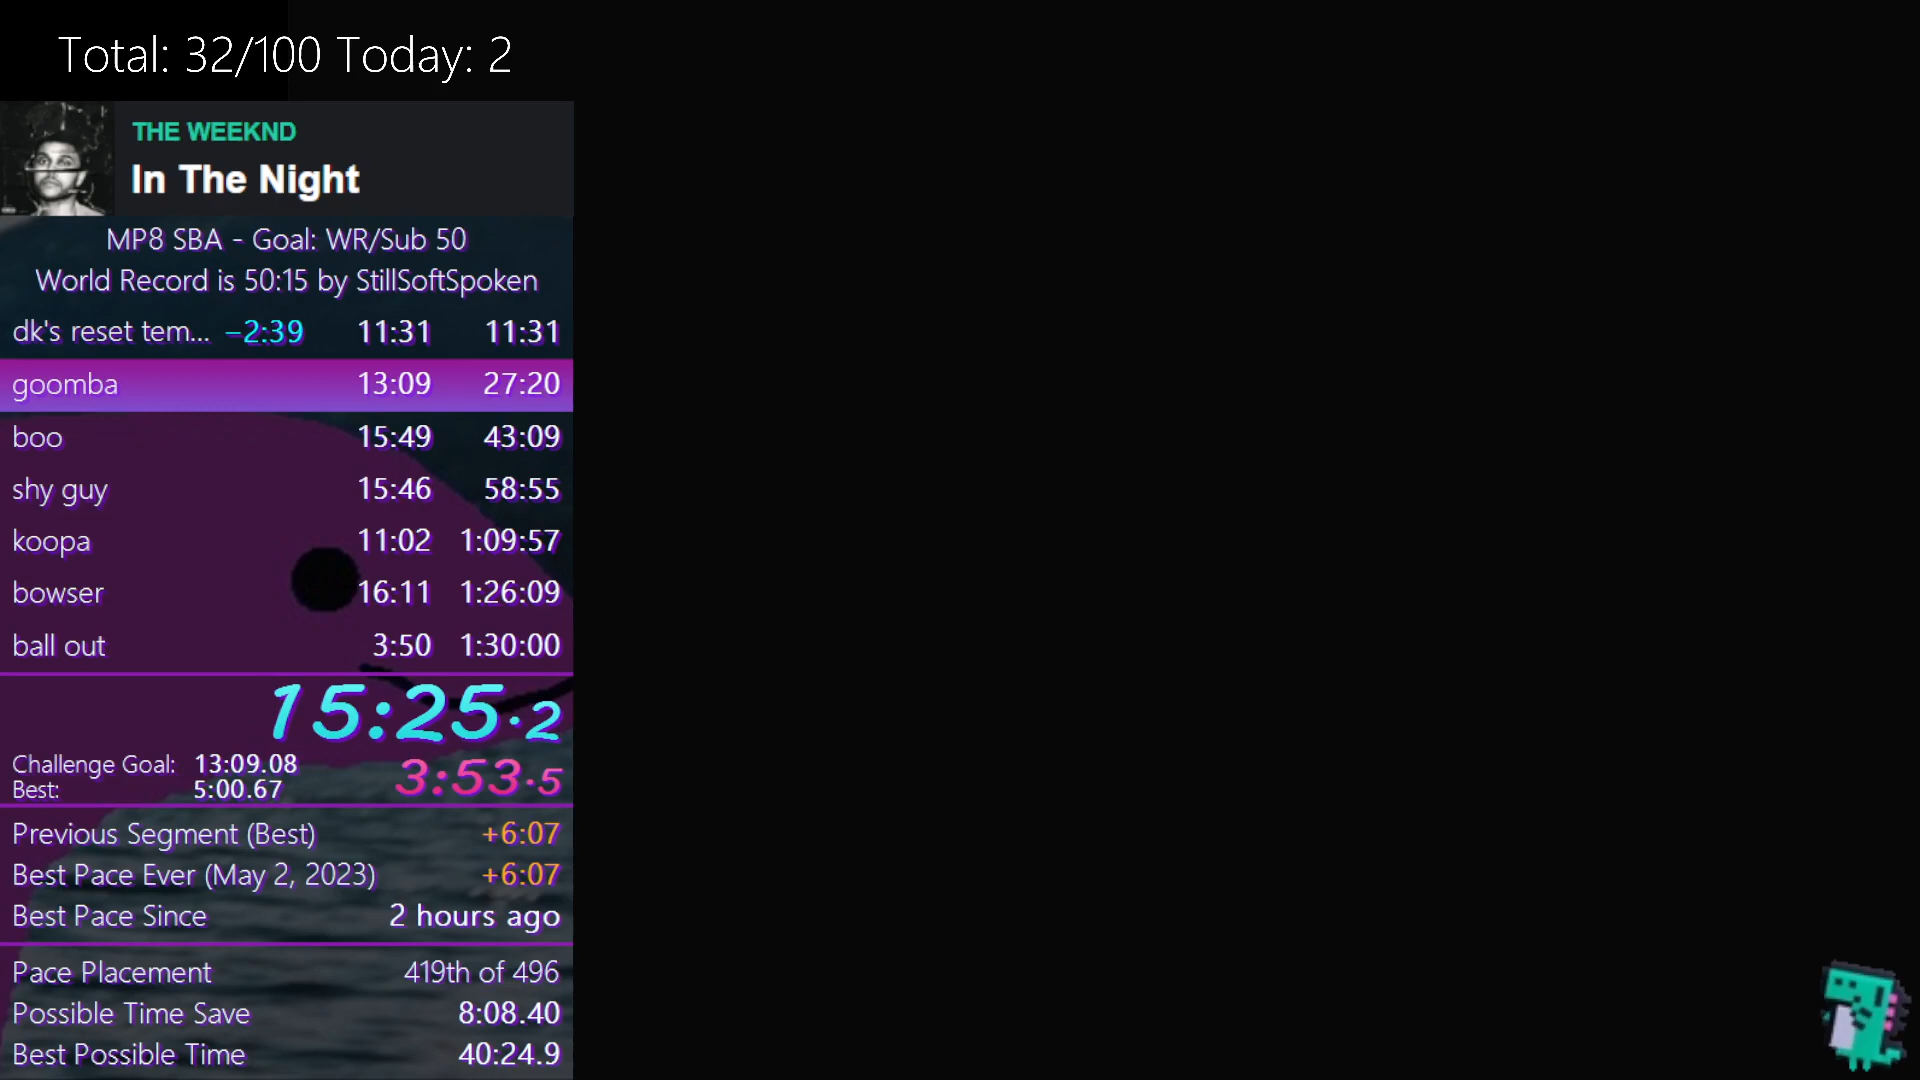 Total: 32/100 Today: 2
THE WEEKND
In The Night
MP8 SBA - Goal: WR/Sub 50
World Record is 50:15 by StillSoftSpoken
dk's reset tem... −2:39 11:31 11:31
goomba 13:09 27:20
boo 15:49 43:09
shy guy 15:46 58:55
koopa 11:02 1:09:57
bowser 16:11 1:26:09
ball out 3:50 1:30:00
15:25.2
Challenge Goal: 13:09.08
Best: 5:00.67
3:53.5
Previous Segment (Best) +6:07
Best Pace Ever (May 2, 2023) +6:07
Best Pace Since 2 hours ago
Pace Placement 419th of 496
Possible Time Save 8:08.40
Best Possible Time 40:24.9